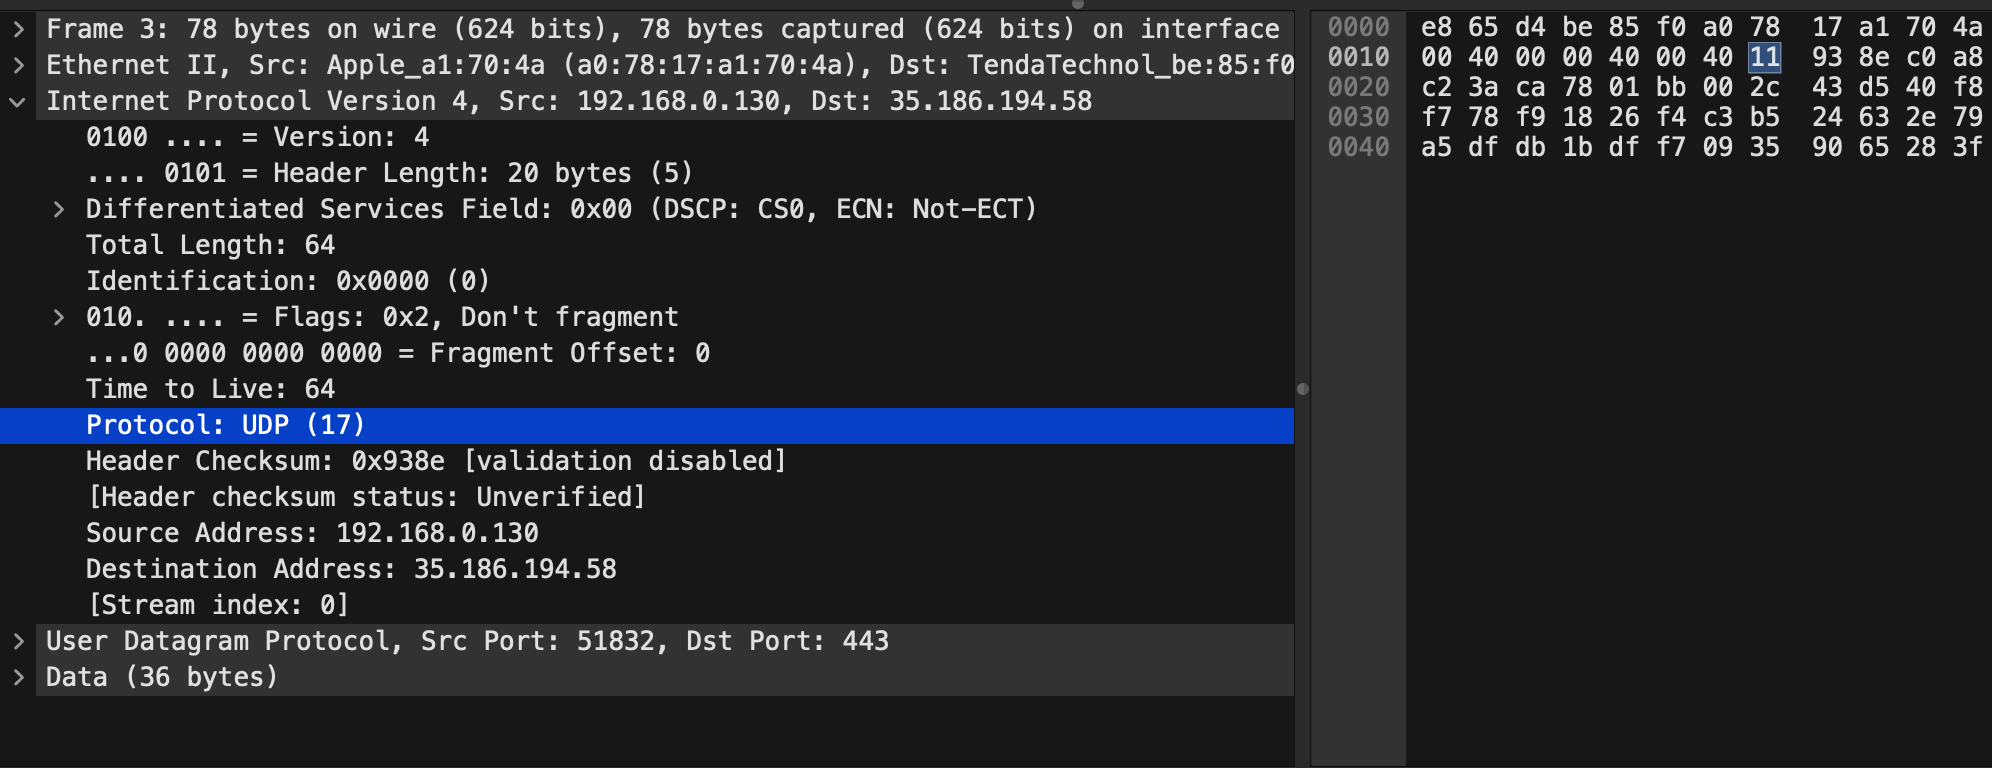 Frame 3: 78 bytes on wire (624 bits), 78 bytes captured (624 bits) on interface
Ethernet II, Src: Apple_a1:70:4a (a0:78:17:a1:70:4a), Dst: TendaTechnol_be:85:f0
Internet Protocol Version 4, Src: 192.168.0.130, Dst: 35.186.194.58
0100 .... = Version: 4
.... 0101 = Header Length: 20 bytes (5)
Differentiated Services Field: 0x00 (DSCP: CS0, ECN: Not-ECT)
Total Length: 64
Identification: 0x0000 (0)
010. .... = Flags: 0x2, Don't fragment
...0 0000 0000 0000 = Fragment Offset: 0
Time to Live: 64
Protocol: UDP (17)
Header Checksum: 0x938e [validation disabled]
[Header checksum status: Unverified]
Source Address: 192.168.0.130
Destination Address: 35.186.194.58
[Stream index: 0]
User Datagram Protocol, Src Port: 51832, Dst Port: 443
Data (36 bytes)
0000 e8 65 d4 be 85 f0 a0 78 17 a1 70 4a
0010 00 40 00 00 40 00 40 11 93 8e c0 a8
0020 c2 3a ca 78 01 bb 00 2c 43 d5 40 f8
0030 f7 78 f9 18 26 f4 c3 b5 24 63 2e 79
0040 a5 df db 1b df f7 09 35 90 65 28 3f